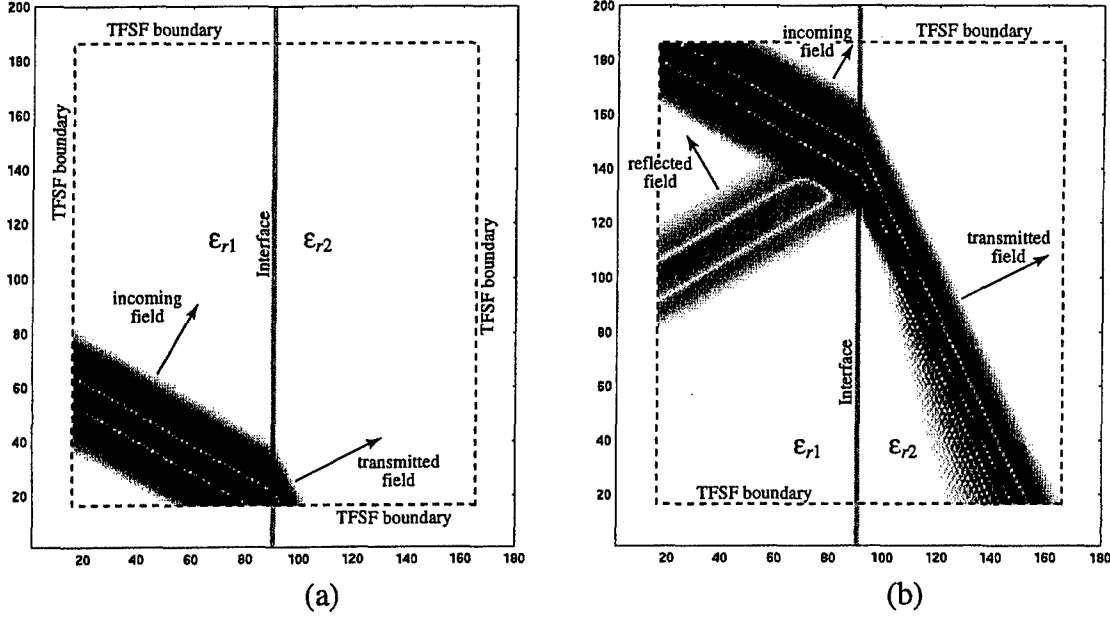 200
TFSF boundary
180
160
TFSF boundary
140
120
εr1
Interface
εr2
TFSF boundary
100
incoming
field
80
60
40
transmitted
field
20
TFSF boundary
20
40
60
80
100
120
140
160
180
(a)
200
incoming
field
TFSF boundary
180
160
reflected
field
140
120
transmitted
field
100
80
Interface
60
40
εr1
εr2
20
TFSF boundary
20
40
60
80
100
120
140
160
180
(b)